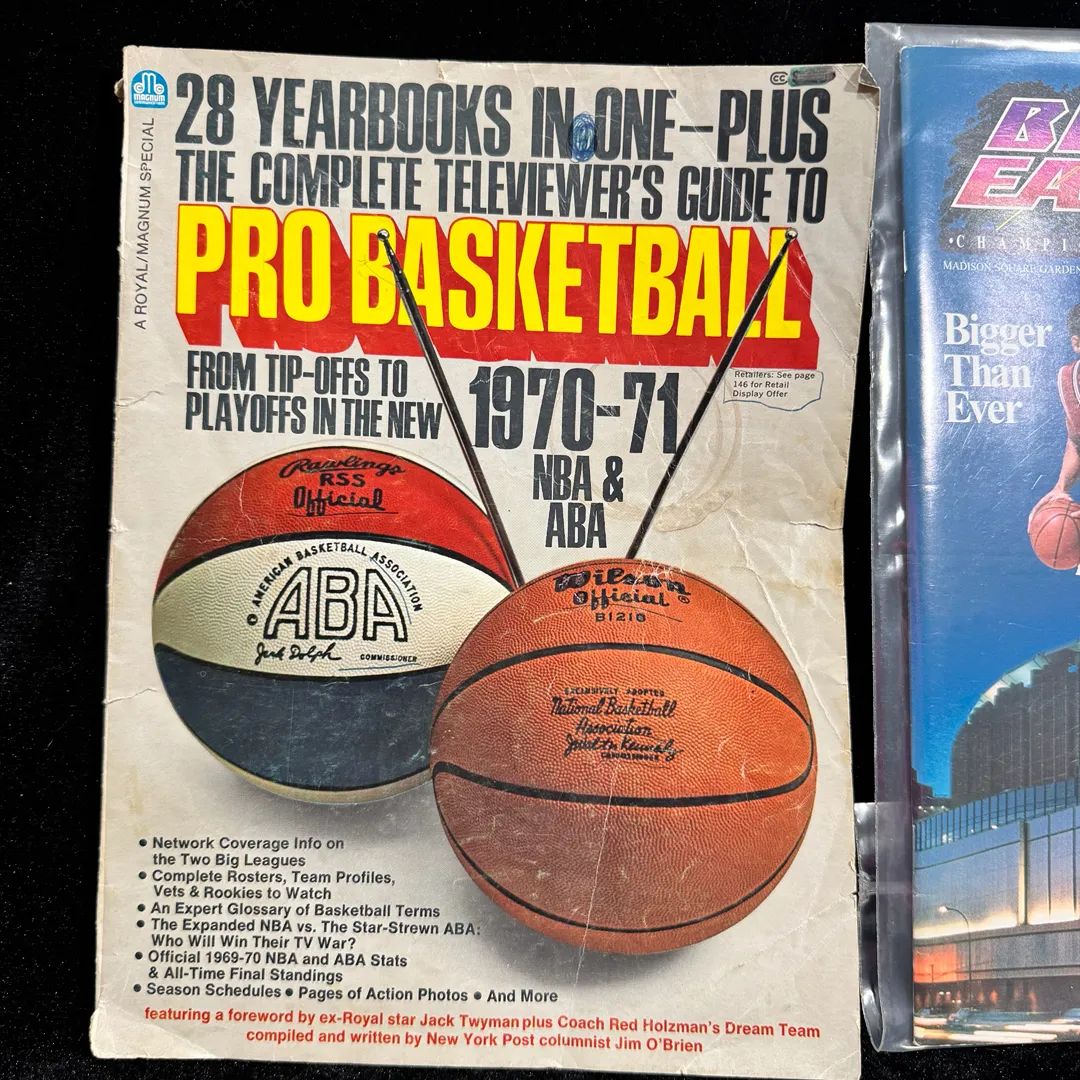 MAGNUM
A ROYAL/MAGNUM SPECIAL
CC
28 YEARBOOKS IN ONE—PLUS
THE COMPLETE TELEVIEWER'S GUIDE TO
PRO BASKETBALL
FROM TIP-OFFS TO
PLAYOFFS IN THE NEW
1970-71
NBA &
ABA
Retailers: See page
146 for Retail
Display Offer
Rawlings
RSS
Official
© AMERICAN BASKETBALL ASSOCIATION
ABA
Jack Dolph COMMISSIONER
Wilson
Official ®
B1210
EXCLUSIVELY ADOPTED
National Basketball
Association
COMMISSIONER
• Network Coverage Info on
the Two Big Leagues
• Complete Rosters, Team Profiles,
Vets & Rookies to Watch
• An Expert Glossary of Basketball Terms
• The Expanded NBA vs. The Star-Strewn ABA:
Who Will Win Their TV War?
• Official 1969-70 NBA and ABA Stats
& All-Time Final Standings
• Season Schedules • Pages of Action Photos • And More
featuring a foreword by ex-Royal star Jack Twyman plus Coach Red Holzman's Dream Team
compiled and written by New York Post columnist Jim O'Brien
•CHAMPI
MADISON SQUARE GARDEN
Bigger
Than
Ever